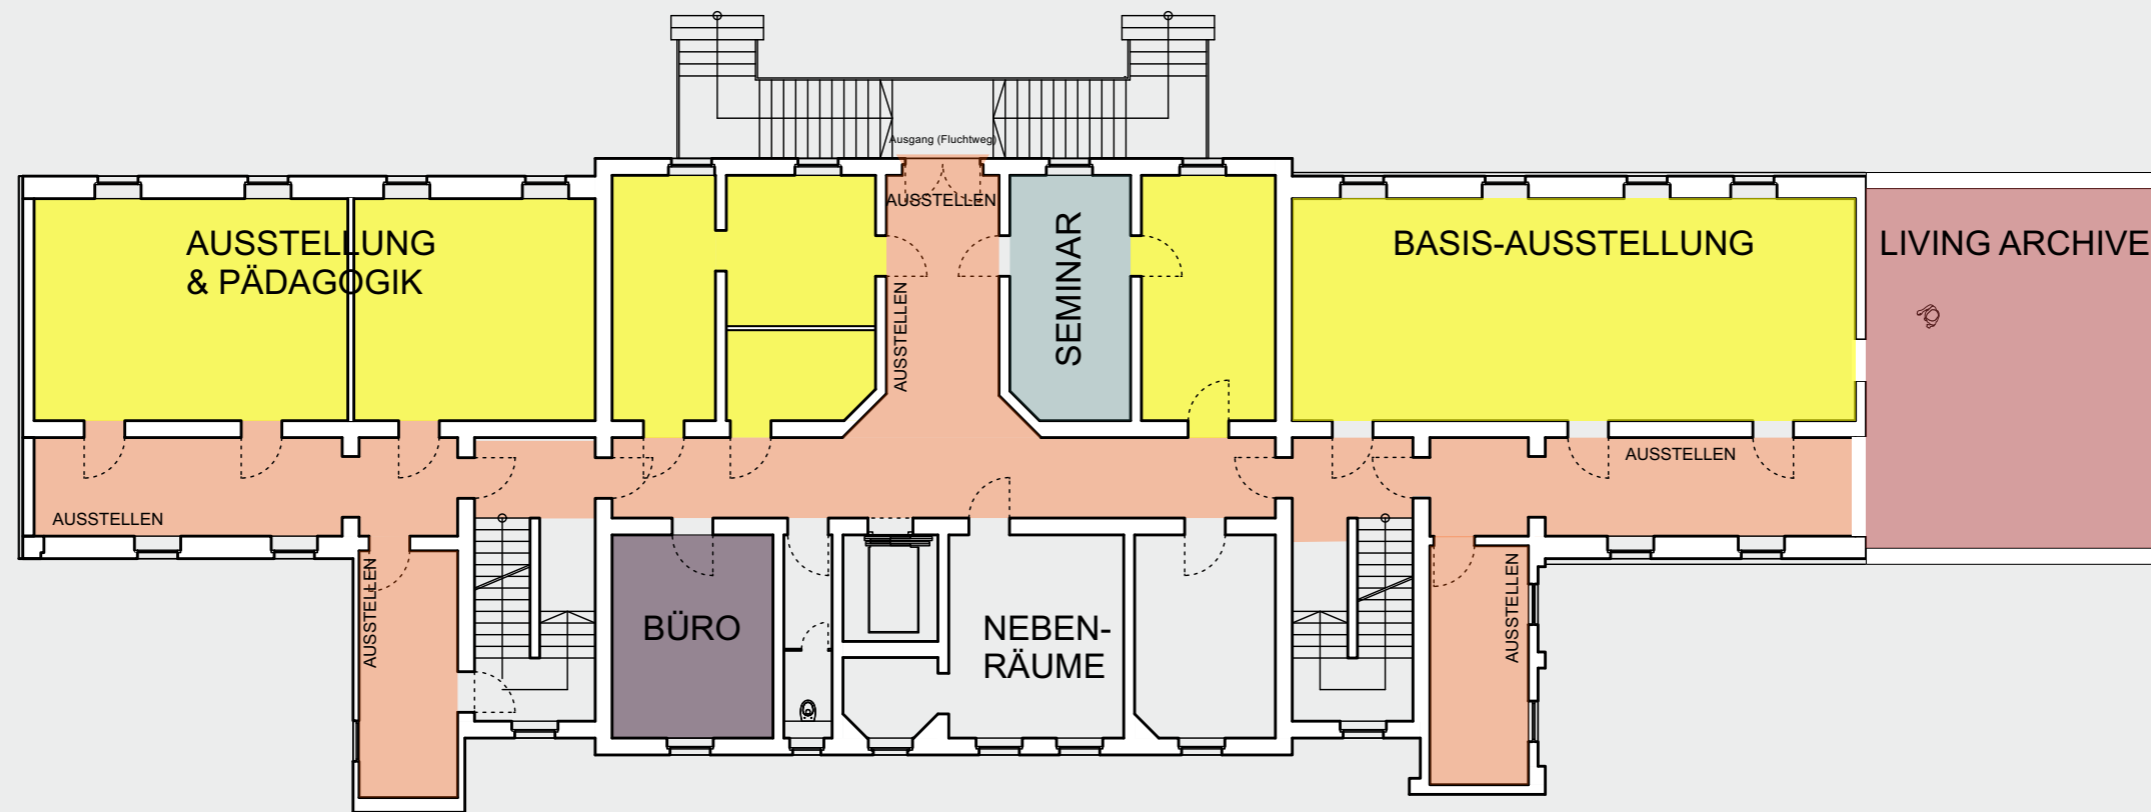 Ausgang (Fluchtweg)
AUSSTELLEN
AUSSTELLUNG
& PÄDAGOGIK
AUSSTELLEN
SEMINAR
BASIS-AUSSTELLUNG
LIVING ARCHIVE
AUSSTELLEN
AUSSTELLEN
AUSSTELLEN
BÜRO
NEBEN-
RÄUME
AUSSTELLEN